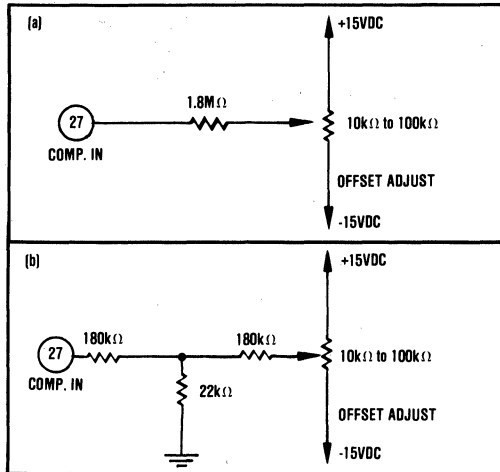 (a)
+15VDC
1.8MΩ
27
10kΩ to 100kΩ
COMP. IN
OFFSET ADJUST
-15VDC
(b)
+15VDC
180kΩ
180kΩ
27
10kΩ to 100kΩ
COMP. IN
22kΩ
OFFSET ADJUST
-15VDC